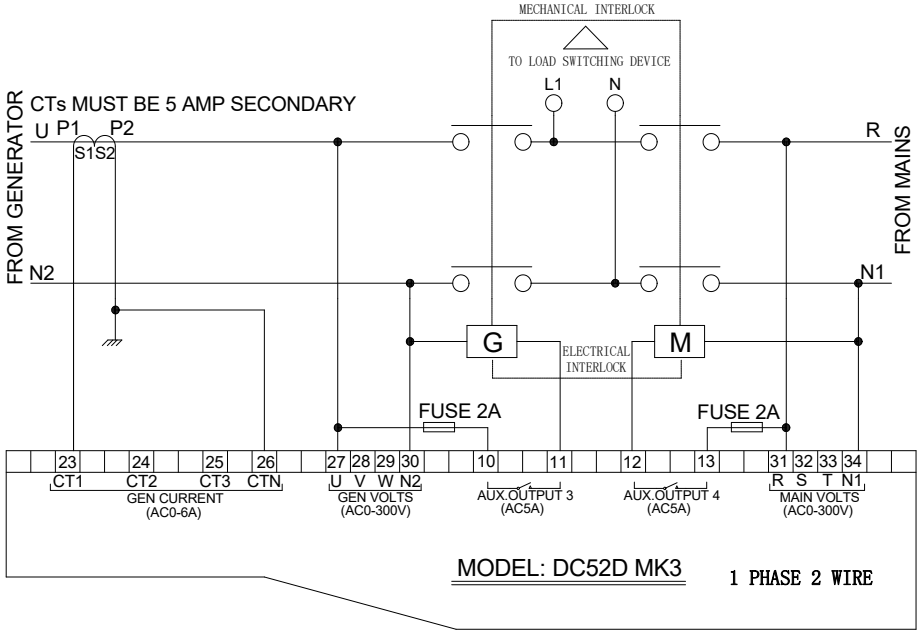 MECHANICAL INTERLOCK
TO LOAD SWITCHING DEVICE
L1 N
CTs MUST BE 5 AMP SECONDARY
FROM GENERATOR
U P1 P2
S1 S2
R
FROM MAINS
N2
N1
G
M
ELECTRICAL
INTERLOCK
FUSE 2A
FUSE 2A
23 24 25 26 27 28 29 30 10 11 12 13 31 32 33 34
CT1 CT2 CT3 CTN U V W N2 R S T N1
GEN CURRENT
(AC0-6A)
GEN VOLTS
(AC0-300V)
AUX.OUTPUT 3
(AC5A)
AUX.OUTPUT 4
(AC5A)
MAIN VOLTS
(AC0-300V)
MODEL: DC52D MK3
1 PHASE 2 WIRE